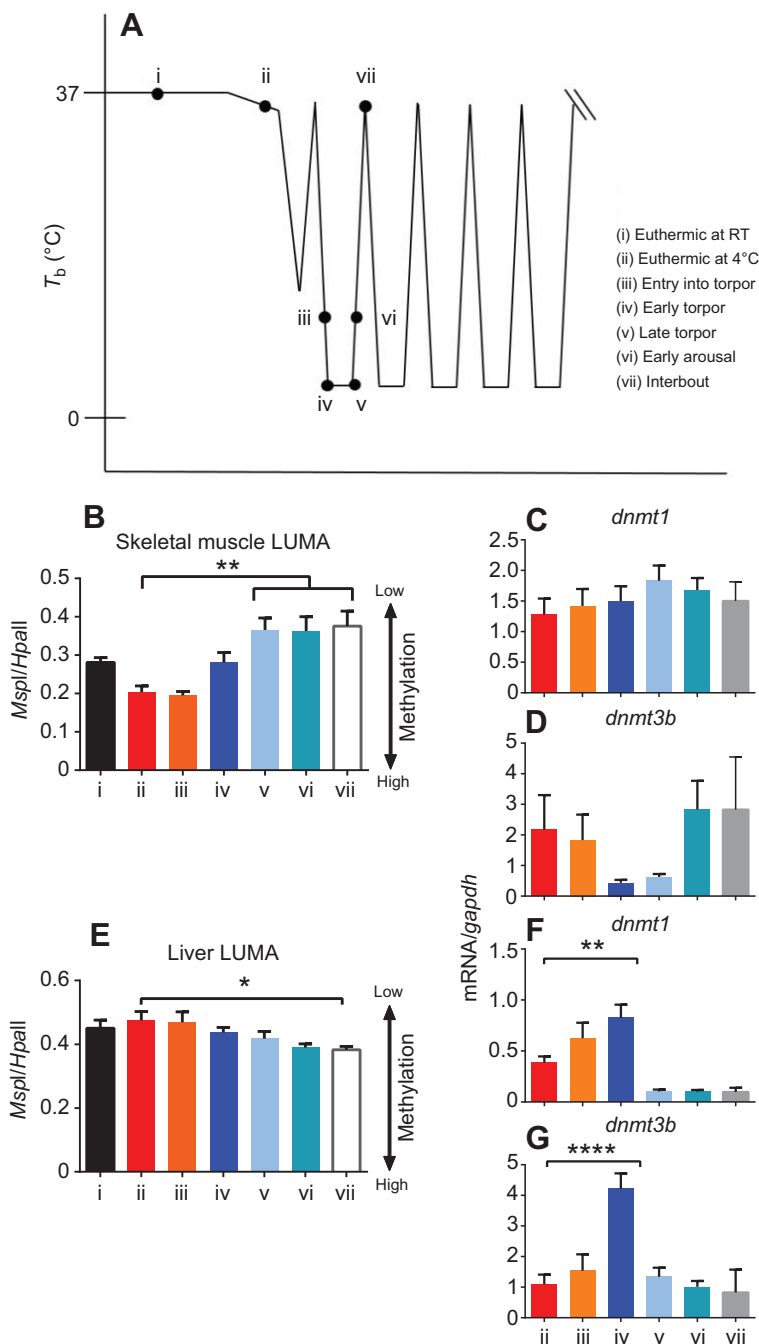 A
i
ii
vii
37
T_b (°C)
iii
vi
iv
v
0
(i) Euthermic at RT
(ii) Euthermic at 4°C
(iii) Entry into torpor
(iv) Early torpor
(v) Late torpor
(vi) Early arousal
(vii) Interbout
B
Skeletal muscle LUMA
**
MspI/HpaII
0.5
0.4
0.3
0.2
0.1
0
i ii iii iv v vi vii
Low
Methylation
High
C
dnmt1
2.5
2.0
1.5
1.0
0.5
0
D
dnmt3b
5
4
3
2
1
0
E
Liver LUMA
*
MspI/HpaII
0.6
0.4
0.2
0
i ii iii iv v vi vii
Low
Methylation
High
mRNA/gapdh
F
dnmt1
**
1.5
1.0
0.5
0
G
dnmt3b
****
5
4
3
2
1
0
ii iii iv v vi vii